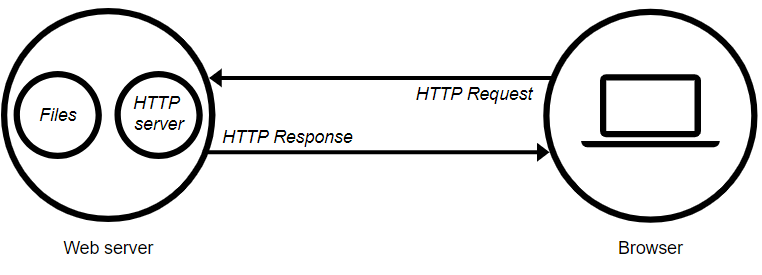 HTTP Request
Files
HTTP
server
HTTP Response
Web server
Browser